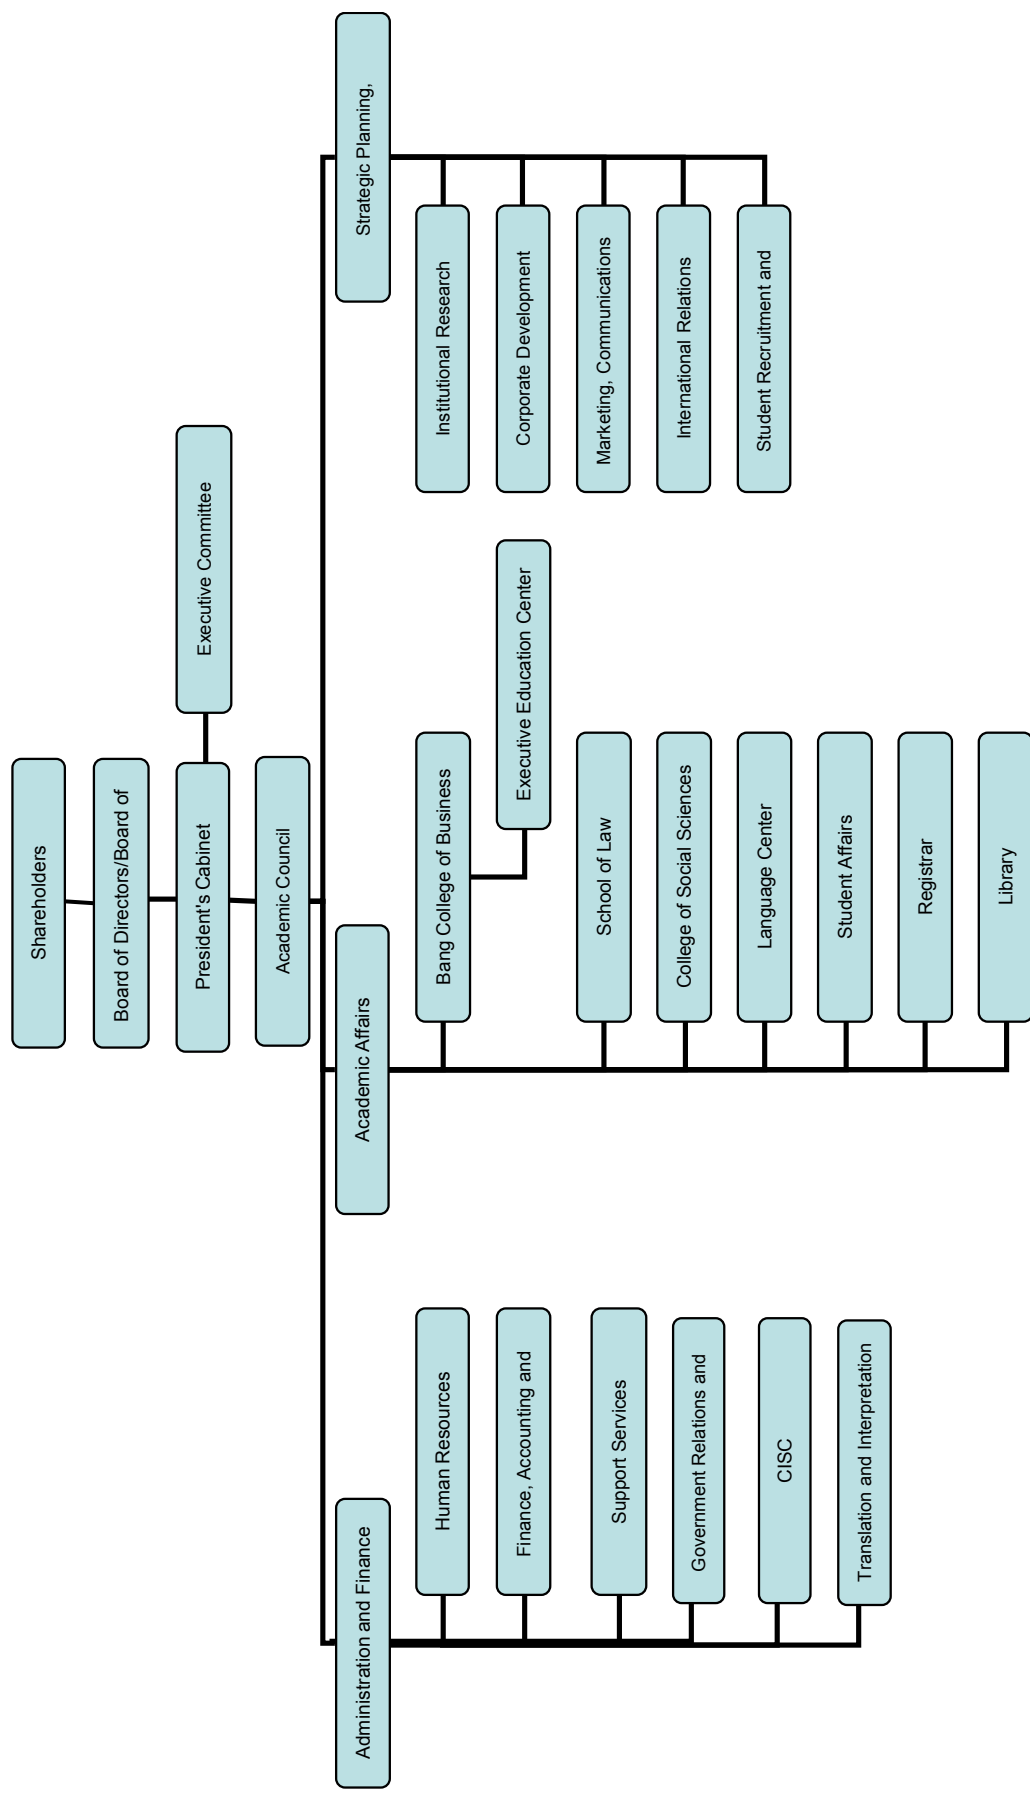 Shareholders
Board of Directors/Board of
President's Cabinet
Executive Committee
Academic Council
Administration and Finance
Human Resources
Finance, Accounting and
Support Services
Government Relations and
CISC
Translation and Interpretation
Academic Affairs
Bang College of Business
Executive Education Center
School of Law
College of Social Sciences
Language Center
Student Affairs
Registrar
Library
Strategic Planning,
Institutional Research
Corporate Development
Marketing, Communications
International Relations
Student Recruitment and